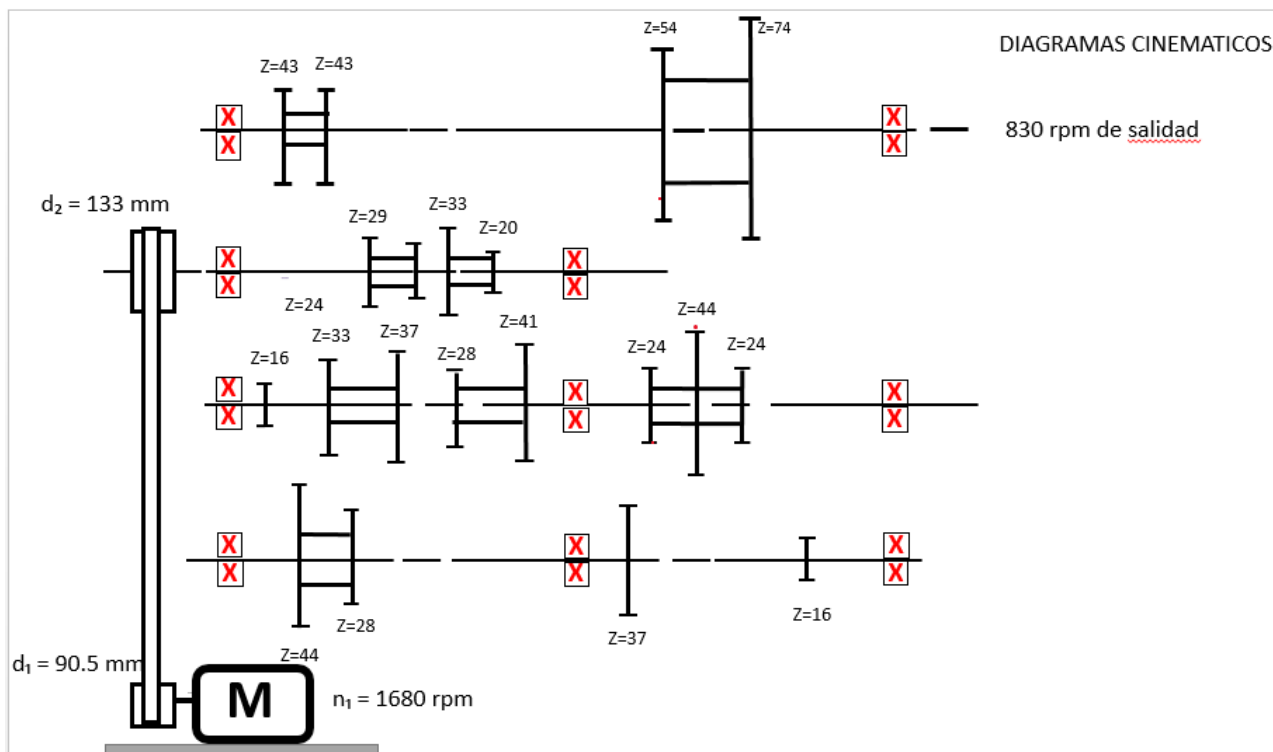 Z=54 Z=74
DIAGRAMAS CINEMATICOS
Z=43 Z=43
X X
X X
830 rpm de salidad
d₂ = 133 mm
Z=29 Z=33 Z=20
X X
X X
Z=24
Z=33 Z=37 Z=41 Z=44
Z=16 Z=28 Z=24 Z=24
X X X
X X X
X X X
X X X
Z=28 Z=16
Z=37
Z=44
d₁ = 90.5 mm
M
n₁ = 1680 rpm